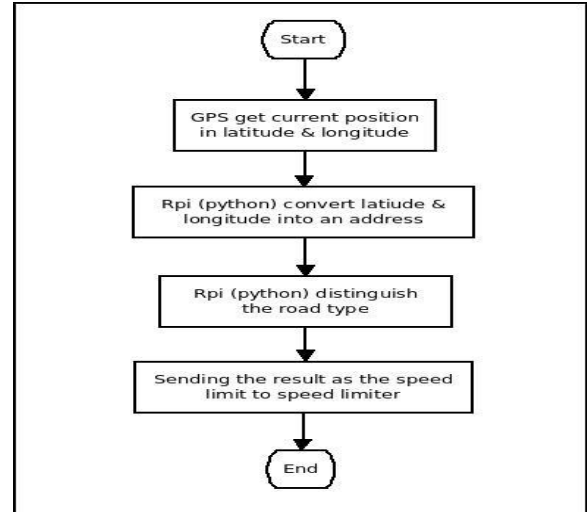 Start
GPS get current position
in latitude & longitude
Rpi (python) convert latiude &
longitude into an address
Rpi (python) distinguish
the road type
Sending the result as the speed
limit to speed limiter
End